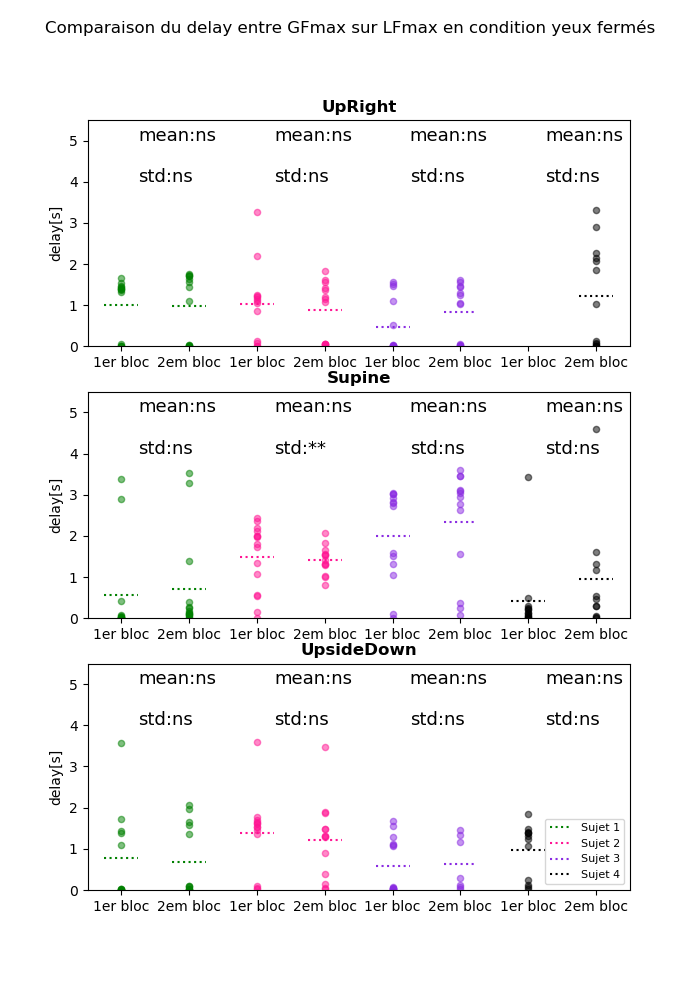 Comparaison du delay entre GFmax sur LFmax en condition yeux fermés
UpRight
5
4
3
2
1
0
delay[s]
mean:ns mean:ns mean:ns mean:ns
std:ns std:ns std:ns std:ns
1er bloc 2em bloc 1er bloc 2em bloc 1er bloc 2em bloc 1er bloc 2em bloc
Supine
5
4
3
2
1
0
delay[s]
mean:ns mean:ns mean:ns mean:ns
std:ns std:** std:ns std:ns
1er bloc 2em bloc 1er bloc 2em bloc 1er bloc 2em bloc 1er bloc 2em bloc
UpsideDown
5
4
3
2
1
0
delay[s]
mean:ns mean:ns mean:ns mean:ns
std:ns std:ns std:ns std:ns
Sujet 1
Sujet 2
Sujet 3
Sujet 4
1er bloc 2em bloc 1er bloc 2em bloc 1er bloc 2em bloc 1er bloc 2em bloc